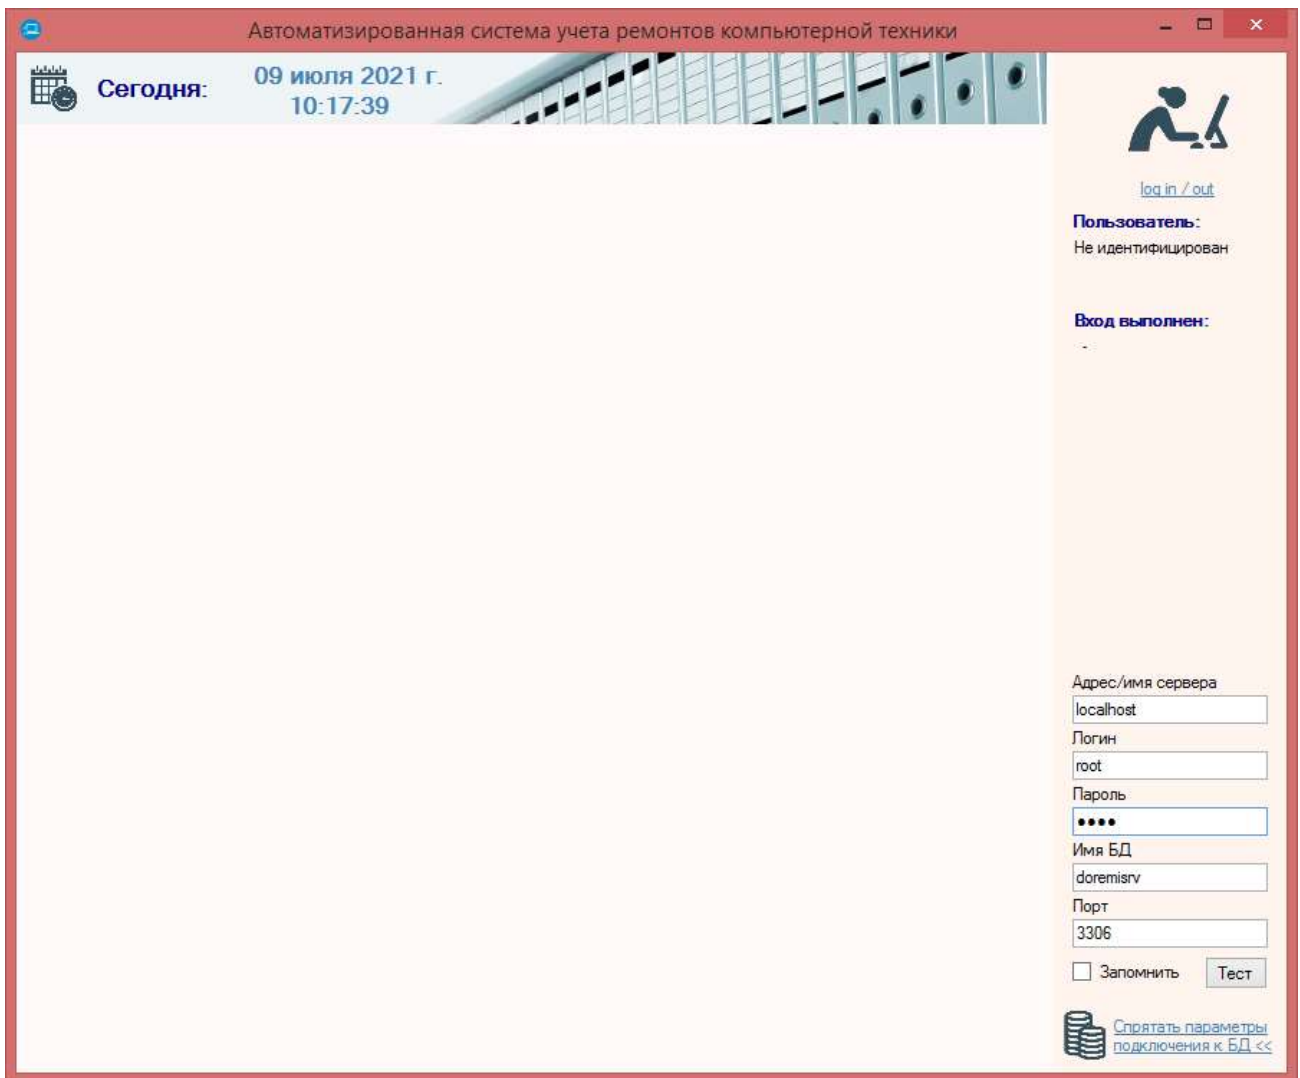 Автоматизированная система учета ремонтов компьютерной техники
Сегодня:
09 июля 2021 г.
10:17:39
log in / out
Пользователь:
Не идентифицирован
Вход выполнен:
-
Адрес/имя сервера
localhost
Логин
root
Пароль
••••
Имя БД
doremisrv
Порт
3306
Запомнить
Тест
Спрятать параметры
подключения к БД <<